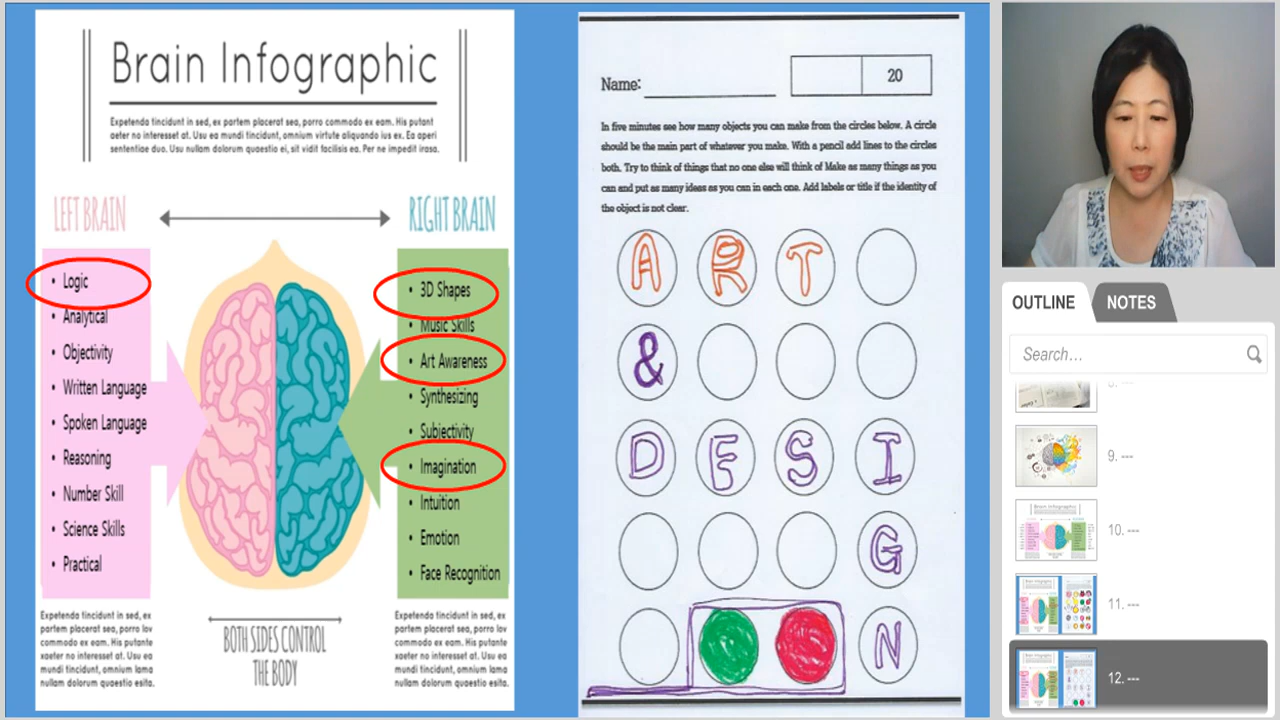 Brain Infographic
Expetenda tincidunt in sed, ex partem placerat sea, porro commodo ex eam. His putant
aeter no interesset at. Usu ea mundi tincidunt, omnium virtute aliquando ius ex. Ea aperi
sententiae duo. Usu nullam dolorum quaestio ei, sit vidit facilisis ea. Per ne impedit irasa.
LEFT BRAIN
RIGHT BRAIN
• Logic
• Analytical
• Objectivity
• Written Language
• Spoken Language
• Reasoning
• Number Skill
• Science Skills
• Practical
• 3D Shapes
• Music Skills
• Art Awareness
• Synthesizing
• Subjectivity
• Imagination
• Intuition
• Emotion
• Face Recognition
Expetenda tincidunt in sed, ex
partem placerat sea, porro lov
commodo ex eam. His putante
xaeter no interesset at. Usu ea
mundi tincidunt, omnium lama
nullam dolorum quaestio esita.
BOTH SIDES CONTROL
THE BODY
Expetenda tincidunt in sed, ex
partem placerat sea, porro lov
commodo ex eam. His putante
xaeter no interesset at. Usu ea
mundi tincidunt, omnium lama
nullam dolorum quaestio esita.
Name:
20
In five minutes see how many objects you can make from the circles below. A circle
should be the main part of whatever you make. With a pencil add lines to the circles
both. Try to think of things that no one else will think of Make as many things as you
can and put as many ideas as you can in each one. Add labels or title if the identity of
the object is not clear.
A R T
&
D E S I
G
N
OUTLINE
NOTES
Search...
9. ---
10. ---
11. ---
12. ---